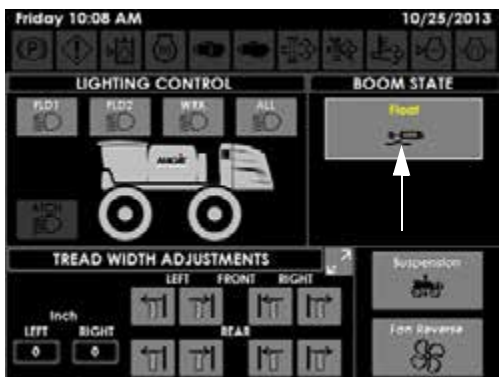 Friday 10:08 AM 10/25/2013
LIGHTING CONTROL
BOOM STATE
FLD1 FLD2 WRK ALL
Float
ATCH
TREAD WIDTH ADJUSTMENTS
LEFT FRONT RIGHT
Inch
LEFT RIGHT
REAR
0 0
Suspension
Fan Reverse